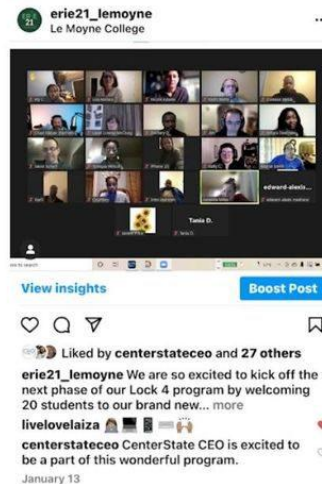 erie21_lemoyne
Le Moyne College
edward-alexis...
Tania D.
View insights
Boost Post
Liked by centerstateceo and 27 others
erie21_lemoyne We are so excited to kick off the
next phase of our Lock 4 program by welcoming
20 students to our brand new... more
livelovelaiza
centerstateceo CenterState CEO is excited to
be a part of this wonderful program.
January 13